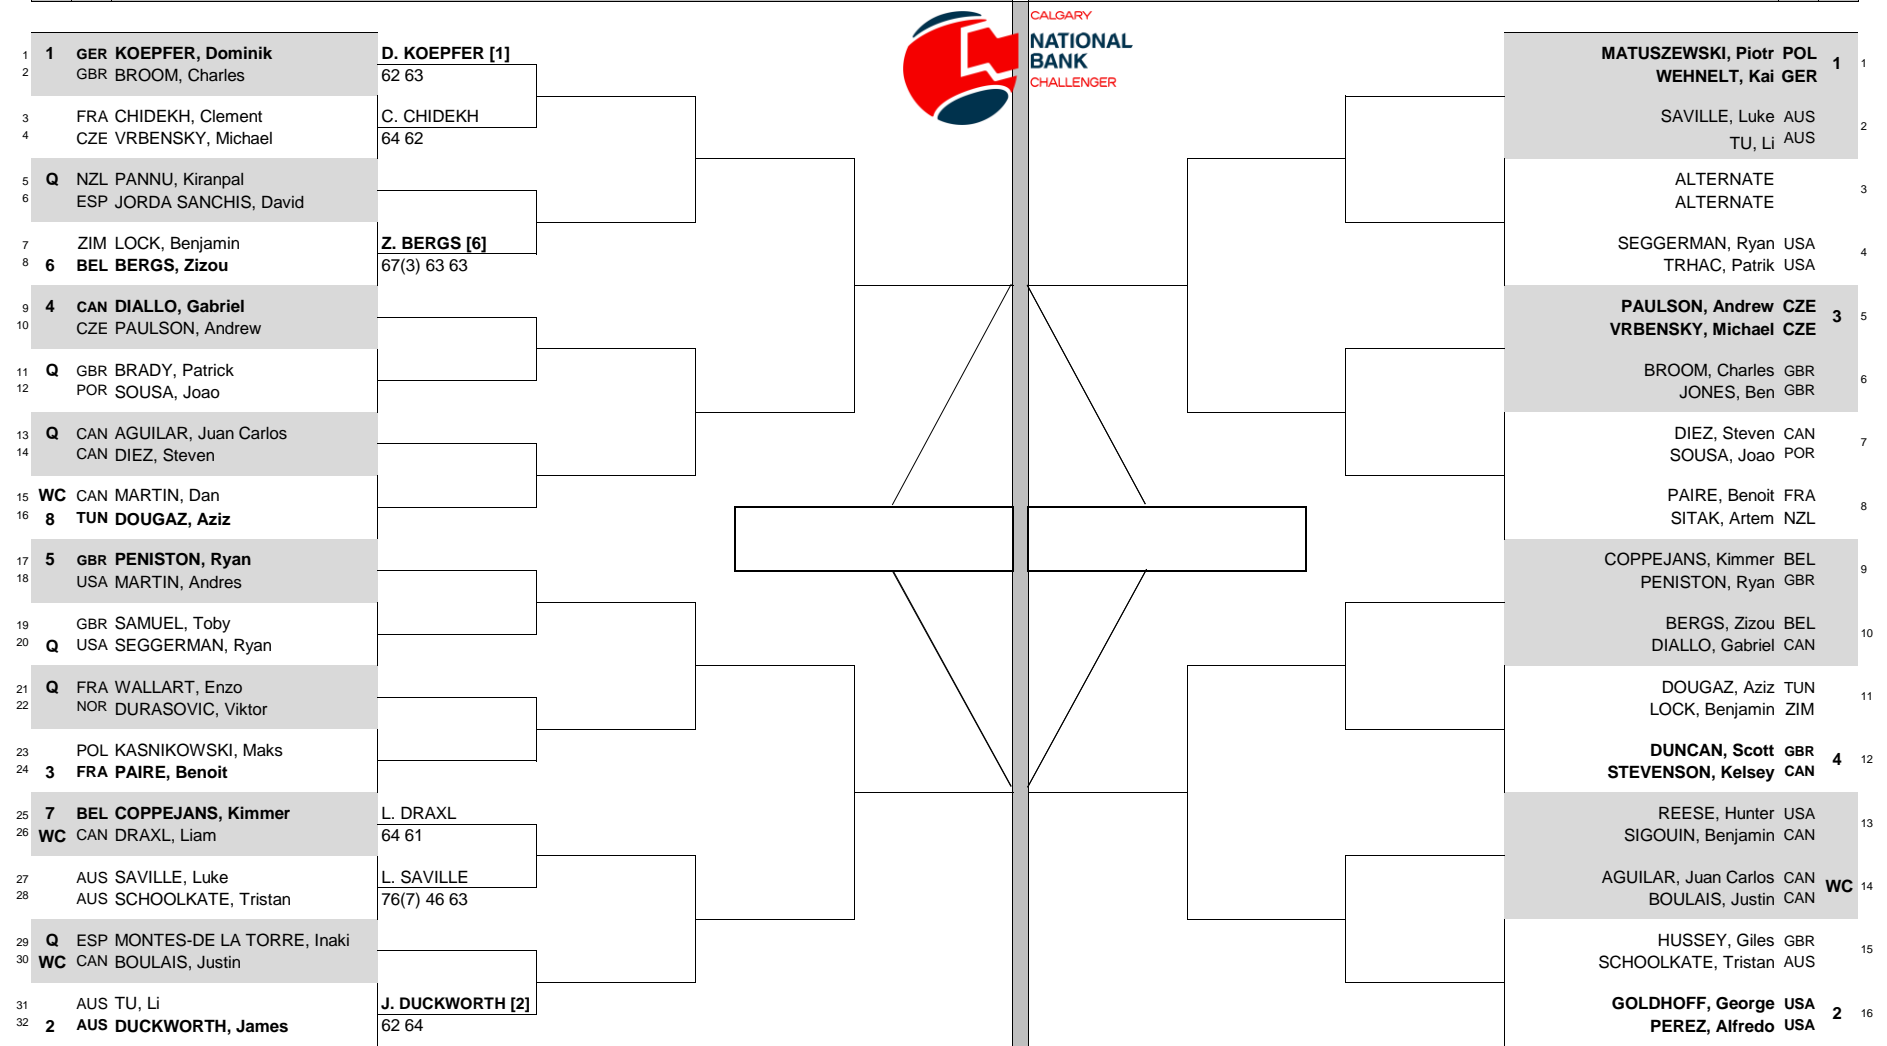 CALGARY
NATIONAL
BANK
CHALLENGER
1 1 GER KOEPFER, Dominik D. KOEPFER [1]
2 GBR BROOM, Charles 62 63
3 FRA CHIDEKH, Clement C. CHIDEKH
4 CZE VRBENSKY, Michael 64 62
5 Q NZL PANNU, Kiranpal
6 ESP JORDA SANCHIS, David
7 ZIM LOCK, Benjamin Z. BERGS [6]
8 6 BEL BERGS, Zizou 67(3) 63 63
9 4 CAN DIALLO, Gabriel
10 CZE PAULSON, Andrew
11 Q GBR BRADY, Patrick
12 POR SOUSA, Joao
13 Q CAN AGUILAR, Juan Carlos
14 CAN DIEZ, Steven
15 WC CAN MARTIN, Dan
16 8 TUN DOUGAZ, Aziz
17 5 GBR PENISTON, Ryan
18 USA MARTIN, Andres
19 GBR SAMUEL, Toby
20 Q USA SEGGERMAN, Ryan
21 Q FRA WALLART, Enzo
22 NOR DURASOVIC, Viktor
23 POL KASNIKOWSKI, Maks
24 3 FRA PAIRE, Benoit
25 7 BEL COPPEJANS, Kimmer L. DRAXL
26 WC CAN DRAXL, Liam 64 61
27 AUS SAVILLE, Luke L. SAVILLE
28 AUS SCHOOLKATE, Tristan 76(7) 46 63
29 Q ESP MONTES-DE LA TORRE, Inaki
30 WC CAN BOULAIS, Justin
31 AUS TU, Li J. DUCKWORTH [2]
32 2 AUS DUCKWORTH, James 62 64
MATUSZEWSKI, Piotr POL 1 1
WEHNELT, Kai GER
SAVILLE, Luke AUS 2
TU, Li AUS
ALTERNATE 3
ALTERNATE
SEGGERMAN, Ryan USA 4
TRHAC, Patrik USA
PAULSON, Andrew CZE 3 5
VRBENSKY, Michael CZE
BROOM, Charles GBR 6
JONES, Ben GBR
DIEZ, Steven CAN 7
SOUSA, Joao POR
PAIRE, Benoit FRA 8
SITAK, Artem NZL
COPPEJANS, Kimmer BEL 9
PENISTON, Ryan GBR
BERGS, Zizou BEL 10
DIALLO, Gabriel CAN
DOUGAZ, Aziz TUN 11
LOCK, Benjamin ZIM
DUNCAN, Scott GBR 4 12
STEVENSON, Kelsey CAN
REESE, Hunter USA 13
SIGOUIN, Benjamin CAN
AGUILAR, Juan Carlos CAN WC 14
BOULAIS, Justin CAN
HUSSEY, Giles GBR 15
SCHOOLKATE, Tristan AUS
GOLDHOFF, George USA 2 16
PEREZ, Alfredo USA